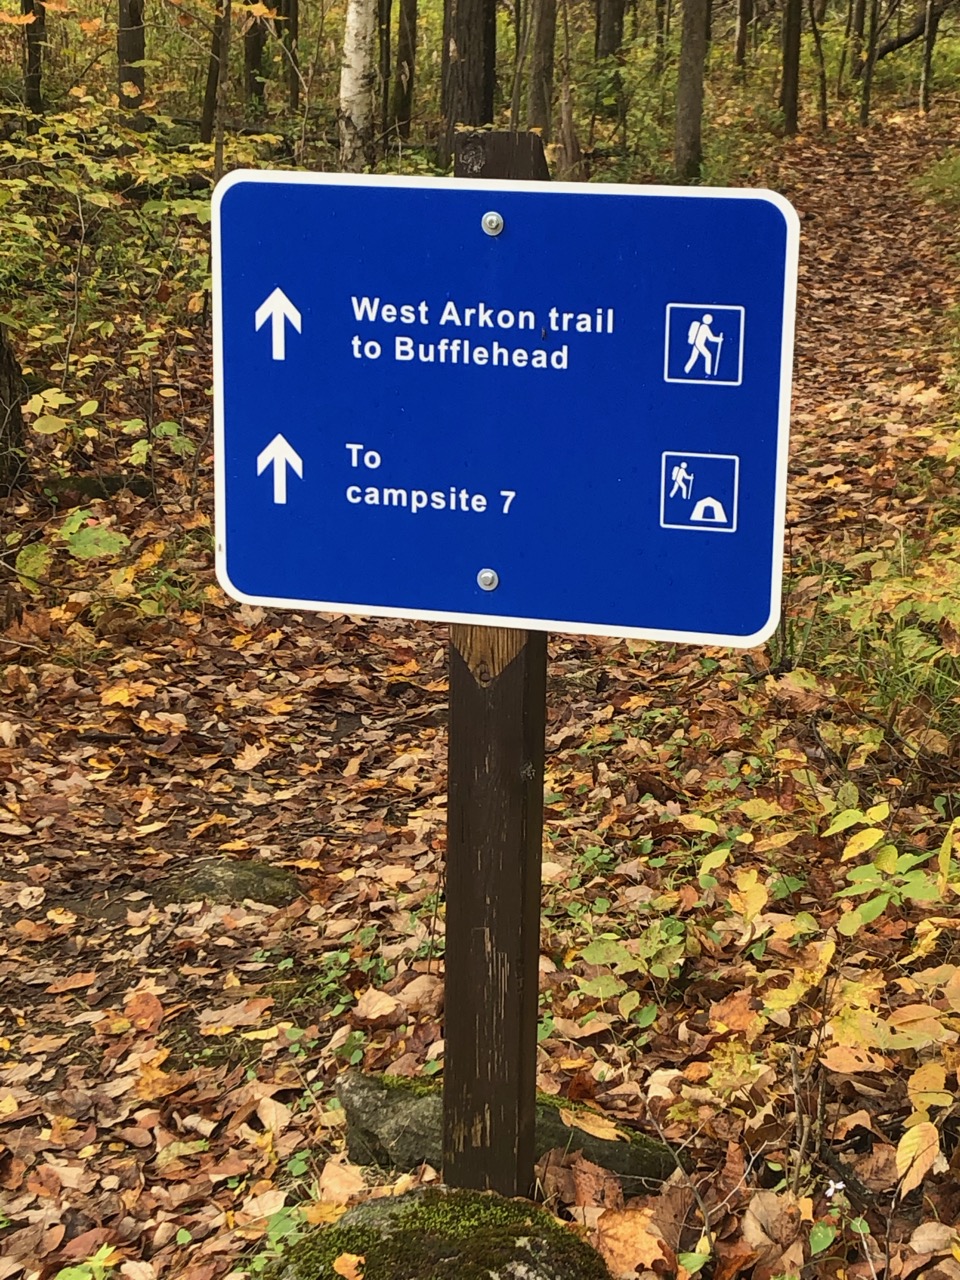 West Arkon trail
to Bufflehead
To
campsite 7